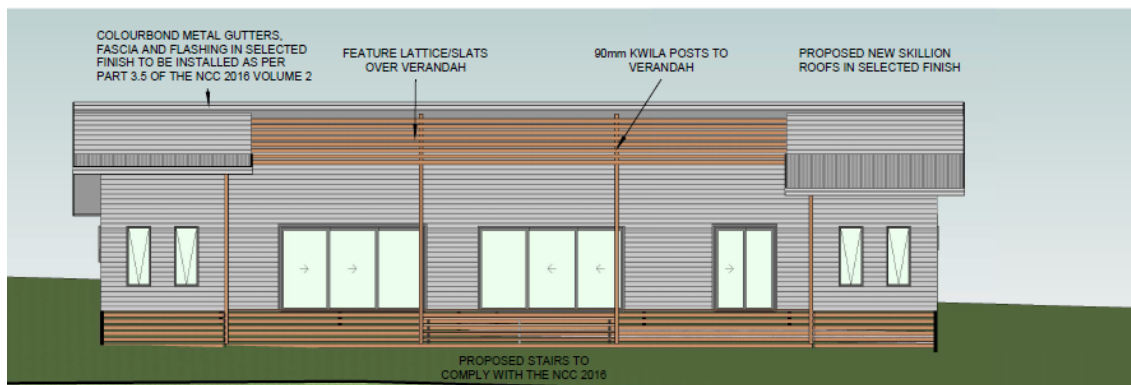 COLOURBOND METAL GUTTERS,
FASCIA AND FLASHING IN SELECTED
FINISH TO BE INSTALLED AS PER
PART 3.5 OF THE NCC 2016 VOLUME 2
FEATURE LATTICE/SLATS
OVER VERANDAH
90mm KWILA POSTS TO
VERANDAH
PROPOSED NEW SKILLION
ROOFS IN SELECTED FINISH
PROPOSED STAIRS TO
COMPLY WITH THE NCC 2016